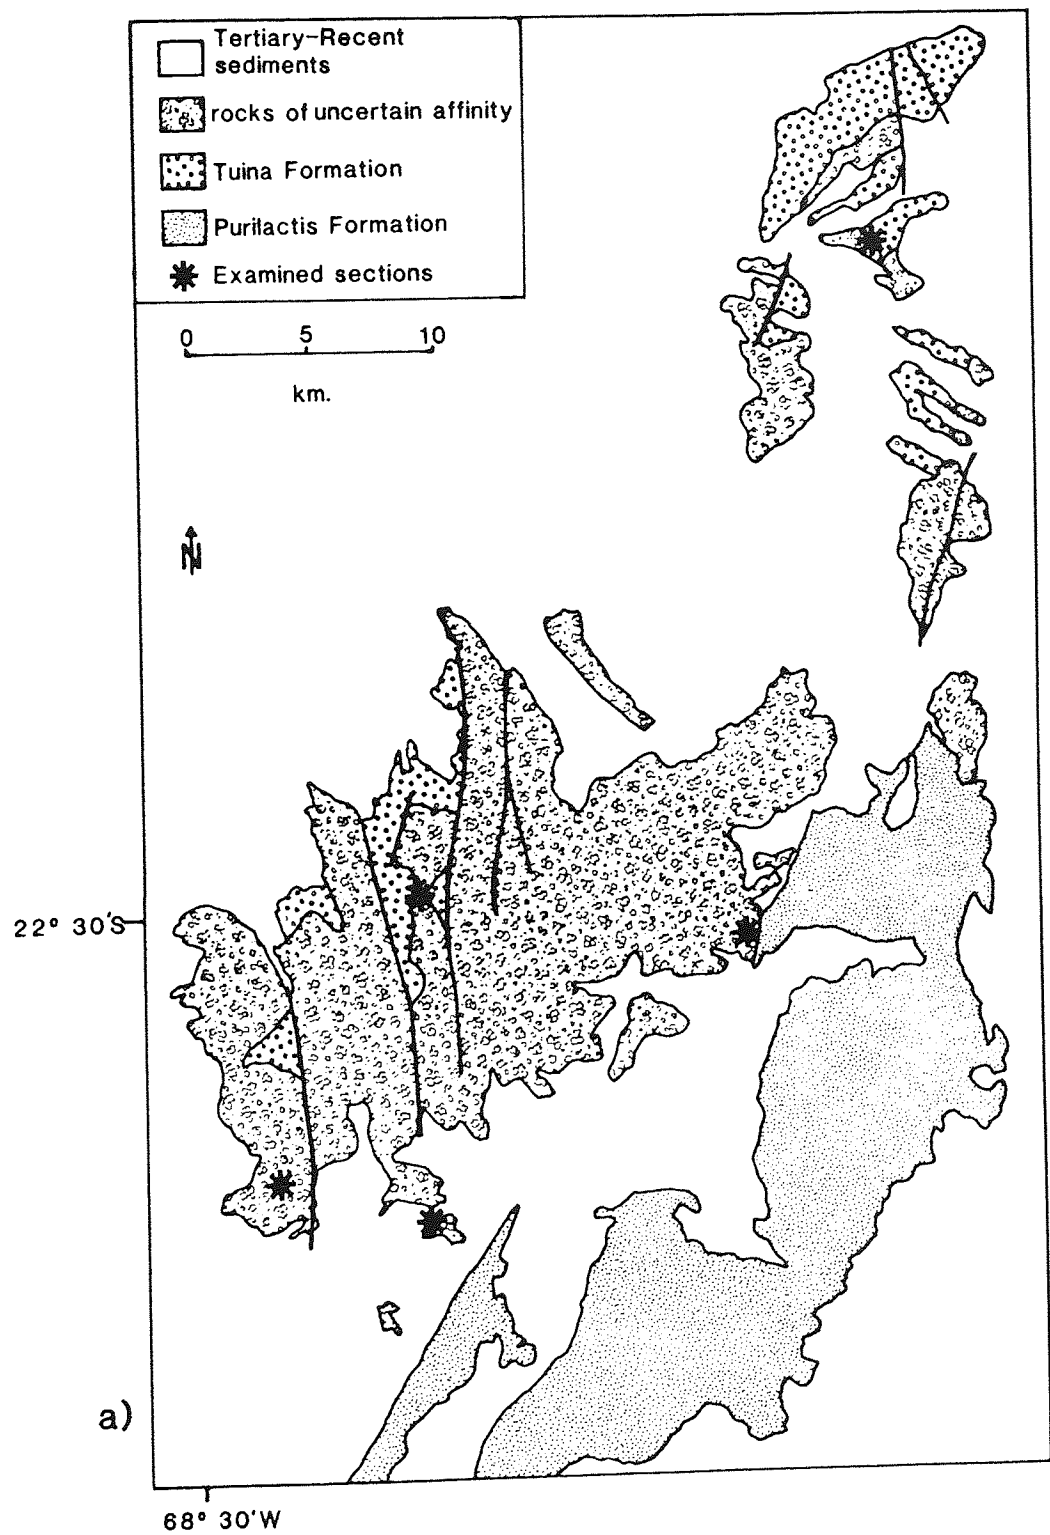 Tertiary-Recent
sediments
rocks of uncertain affinity
Tuina Formation
Purilactis Formation
Examined sections
0 5 10
km.
N
22° 30'S
a)
68° 30'W